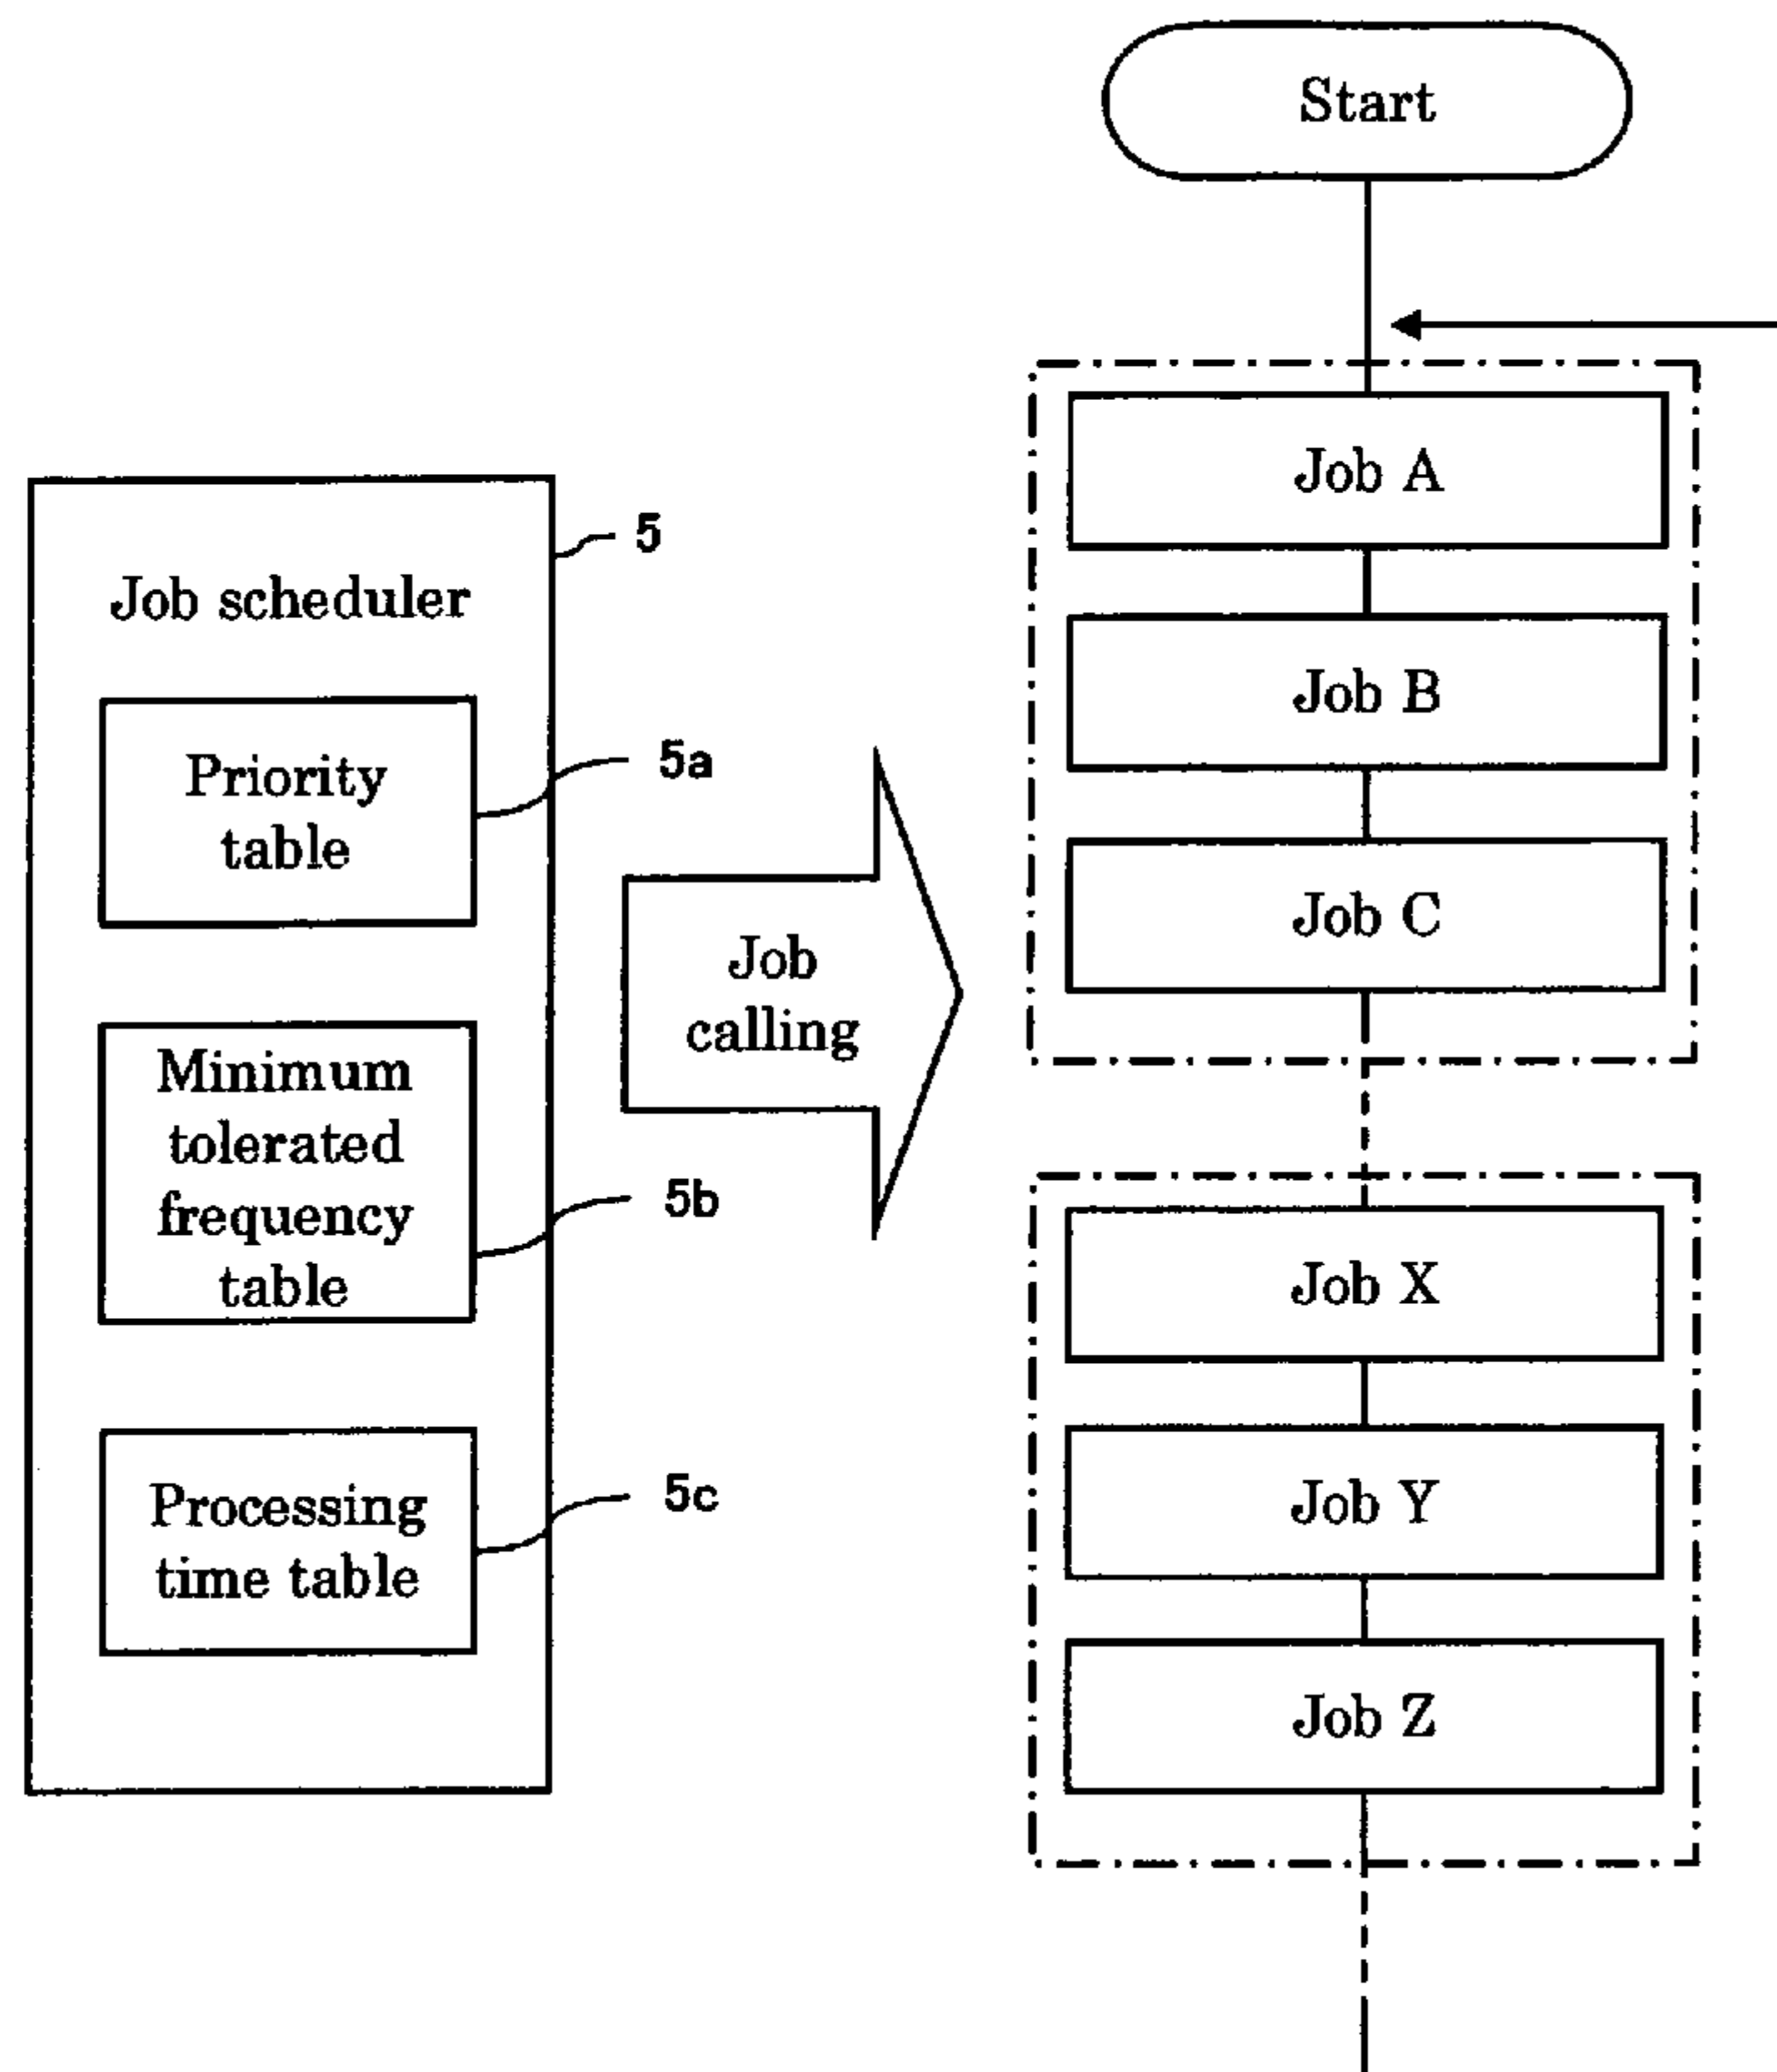 Start
Job A
Job B
Job C
Job X
Job Y
Job Z
Job scheduler
5
Priority
table
5a
Minimum
tolerated
frequency
table
5b
Processing
time table
5c
Job
calling